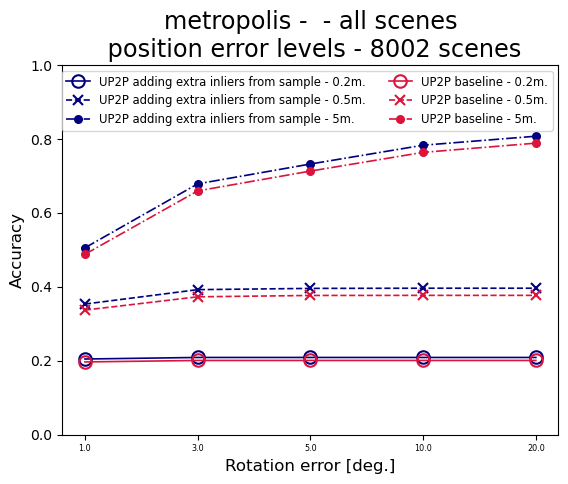 metropolis -  - all scenes
position error levels - 8002 scenes
UP2P adding extra inliers from sample - 0.2m.
UP2P adding extra inliers from sample - 0.5m.
UP2P adding extra inliers from sample - 5m.
UP2P baseline - 0.2m.
UP2P baseline - 0.5m.
UP2P baseline - 5m.
Accuracy
1.0
0.8
0.6
0.4
0.2
0.0
1.0 3.0 5.0 10.0 20.0
Rotation error [deg.]